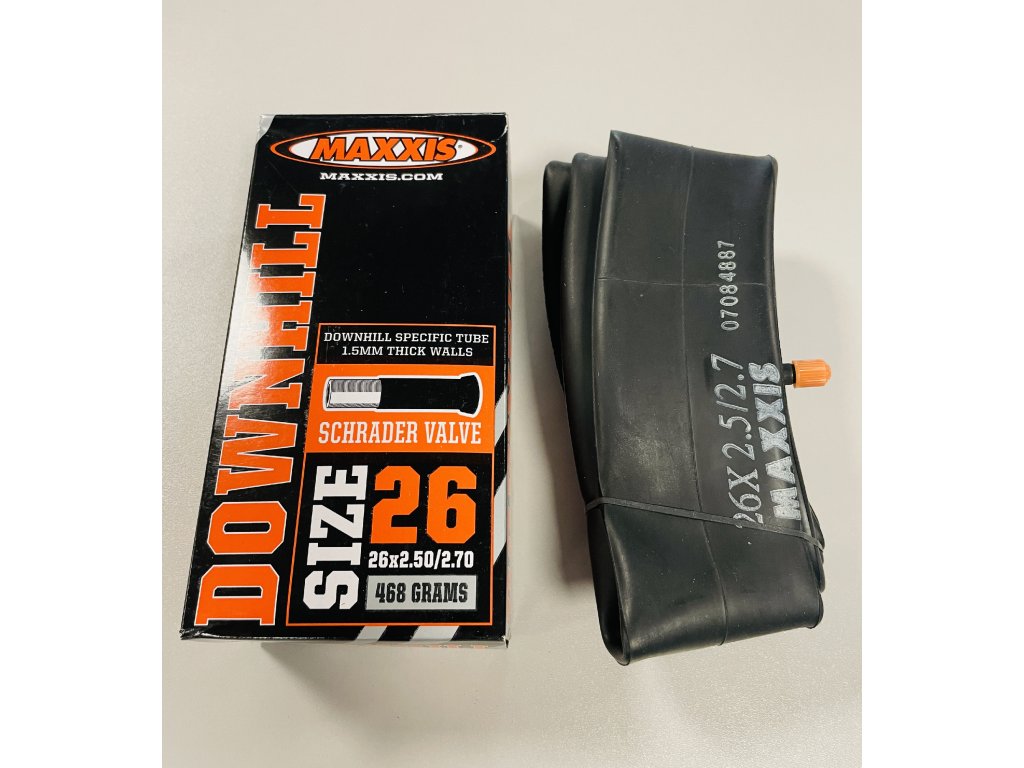 MAXXIS®
MAXXIS.COM
DOWNHILL
DOWNHILL SPECIFIC TUBE
1.5MM THICK WALLS
SCHRADER VALVE
SIZE
26
26x2.50/2.70
468 GRAMS
07084887
26X 2.5/2.7
MAXXIS